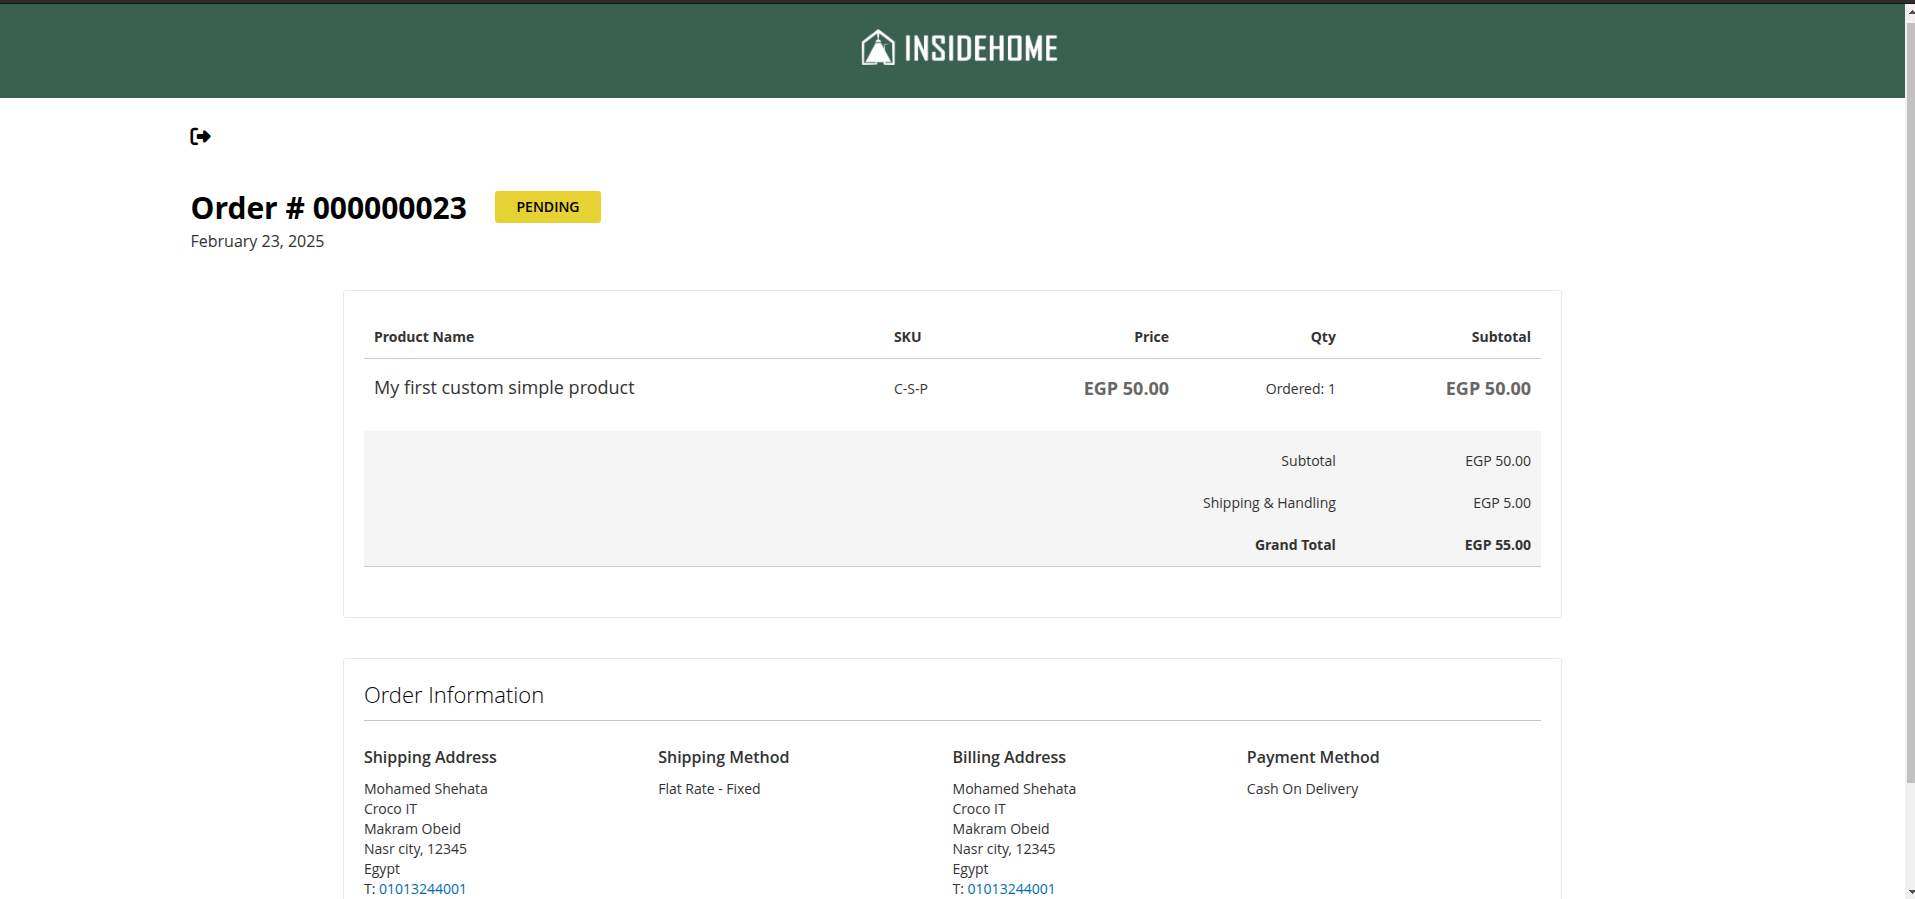 INSIDEHOME
Order # 000000023 PENDING
February 23, 2025
Product Name SKU Price Qty Subtotal
My first custom simple product C-S-P EGP 50.00 Ordered: 1 EGP 50.00
Subtotal EGP 50.00
Shipping & Handling EGP 5.00
Grand Total EGP 55.00
Order Information
Shipping Address
Mohamed Shehata
Croco IT
Makram Obeid
Nasr city, 12345
Egypt
T: 01013244001
Shipping Method
Flat Rate - Fixed
Billing Address
Mohamed Shehata
Croco IT
Makram Obeid
Nasr city, 12345
Egypt
T: 01013244001
Payment Method
Cash On Delivery